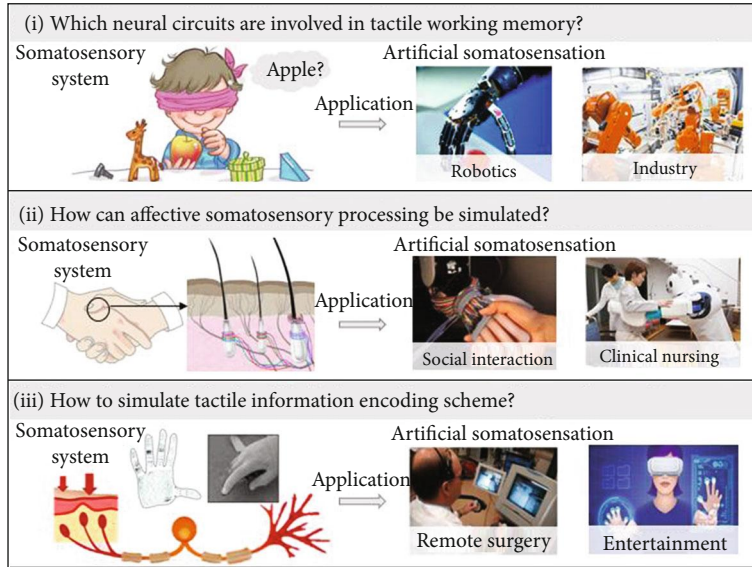 (i) Which neural circuits are involved in tactile working memory?
Somatosensory
system
Apple?
Application
Artificial somatosensation
Robotics
Industry
(ii) How can affective somatosensory processing be simulated?
Somatosensory
system
Application
Artificial somatosensation
Social interaction
Clinical nursing
(iii) How to simulate tactile information encoding scheme?
Somatosensory
system
Application
Artificial somatosensation
Remote surgery
Entertainment